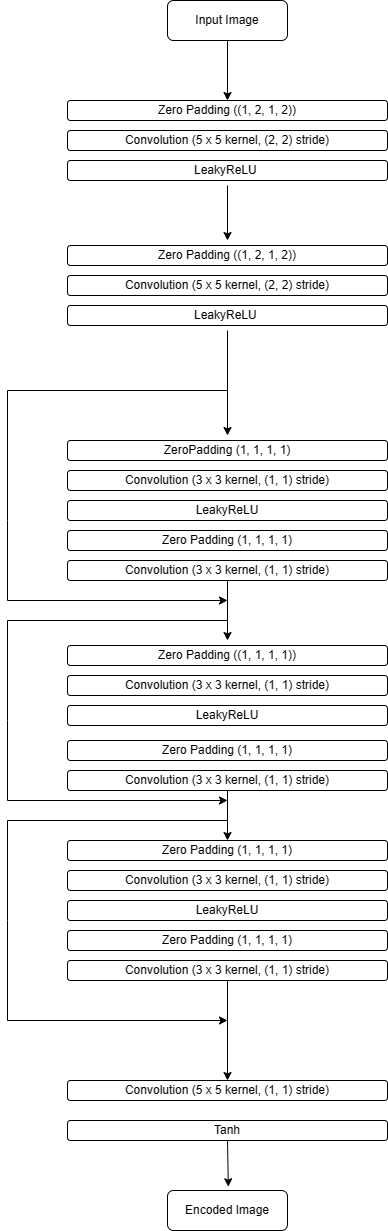 Input Image
Zero Padding ((1, 2, 1, 2))
Convolution (5 x 5 kernel, (2, 2) stride)
LeakyReLU
Zero Padding ((1, 2, 1, 2))
Convolution (5 x 5 kernel, (2, 2) stride)
LeakyReLU
ZeroPadding (1, 1, 1, 1)
Convolution (3 x 3 kernel, (1, 1) stride)
LeakyReLU
Zero Padding (1, 1, 1, 1)
Convolution (3 x 3 kernel, (1, 1) stride)
Zero Padding ((1, 1, 1, 1))
Convolution (3 x 3 kernel, (1, 1) stride)
LeakyReLU
Zero Padding (1, 1, 1, 1)
Convolution (3 x 3 kernel, (1, 1) stride)
Zero Padding (1, 1, 1, 1)
Convolution (3 x 3 kernel, (1, 1) stride)
LeakyReLU
Zero Padding (1, 1, 1, 1)
Convolution (3 x 3 kernel, (1, 1) stride)
Convolution (5 x 5 kernel, (1, 1) stride)
Tanh
Encoded Image